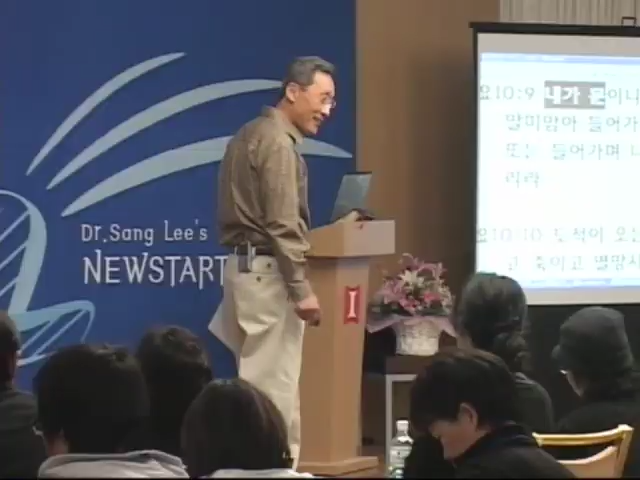 Dr.Sang Lee's
NEWSTART
I
요10:9 내가 문이니
말미암아 들어가
또는 들어가며 나
리라
요10:10 도적이 오는
고 죽이고 멸망시